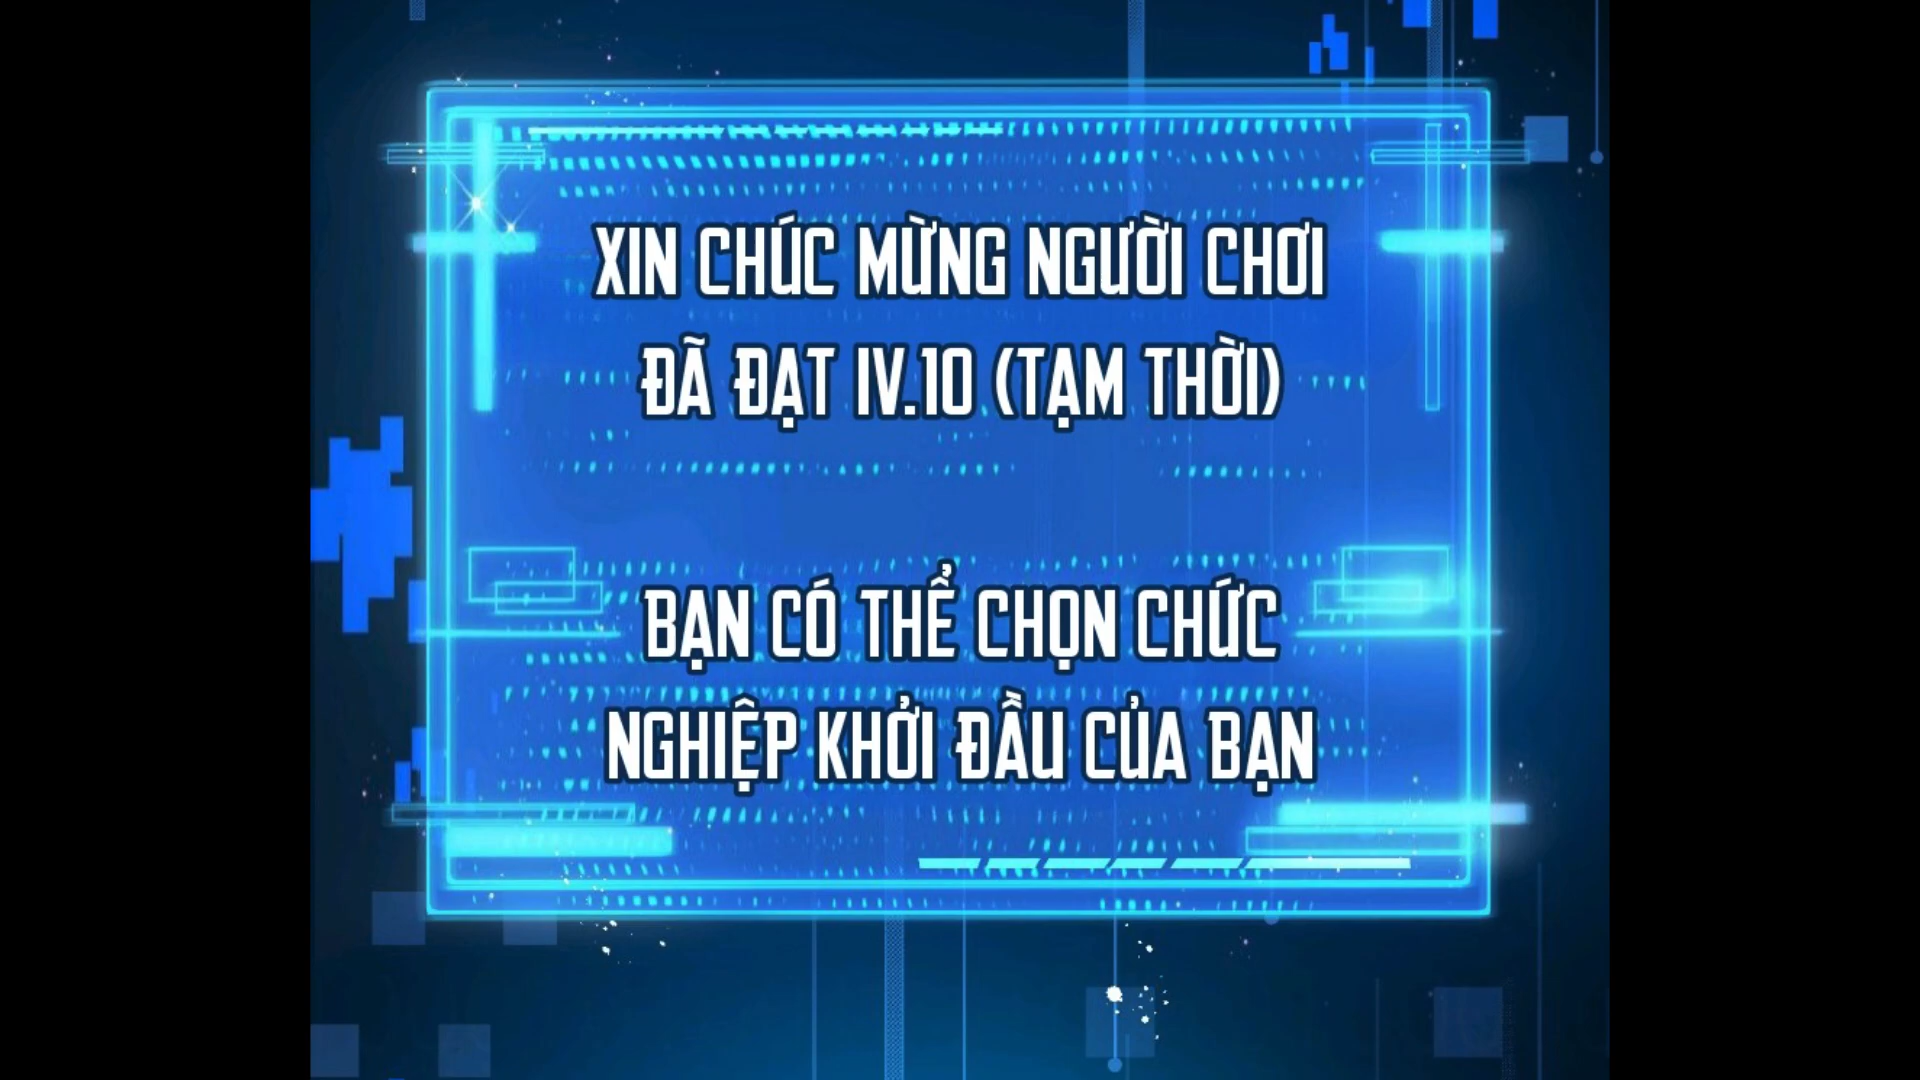 XIN CHÚC MỪNG NGƯỜI CHƠI
ĐÃ ĐẠT IV.10 (TẠM THỜI)
BẠN CÓ THỂ CHỌN CHỨC
NGHIỆP KHỞI ĐẦU CỦA BẠN